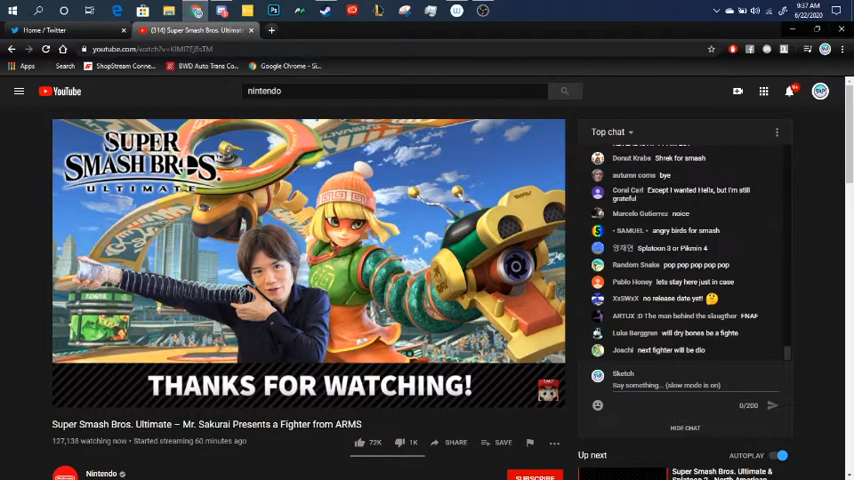 9:37 AM
6/22/2020
Home / Twitter
(314) Super Smash Bros. Ultimate
youtube.com/watch?v=KIMI7Ej8sTM
Apps
Search
ShopStream Conne...
BWD Auto Trans Co...
Google Chrome - Si...
YouTube
nintendo
9+
SUPER
SMASH BROS.
ULTIMATE
THANKS FOR WATCHING!
Super Smash Bros. Ultimate – Mr. Sakurai Presents a Fighter from ARMS
127,138 watching now • Started streaming 60 minutes ago
72K
1K
SHARE
SAVE
Nintendo
SUBSCRIBE
Top chat
Donut Krabs Shrek for smash
autumn corns bye
Coral Carl Except I wanted Helix, but I'm still
grateful
Marcelo Gutierrez noice
• SAMUEL • angry birds for smash
양재연 Splatoon 3 or Pikmin 4
Random Snake pop pop pop pop pop
Pablo Honey lets stay here just in case
XxSWxX no release date yet! 🤔
ARTUX :D The man behind the slaugther FNAF
Luke Berggren will dry bones be a fighte
Joachi next fighter will be dio
Sketch
Say something... (slow mode is on)
0/200
HIDE CHAT
Up next
AUTOPLAY
Super Smash Bros. Ultimate &
Splatoon 2 - North American